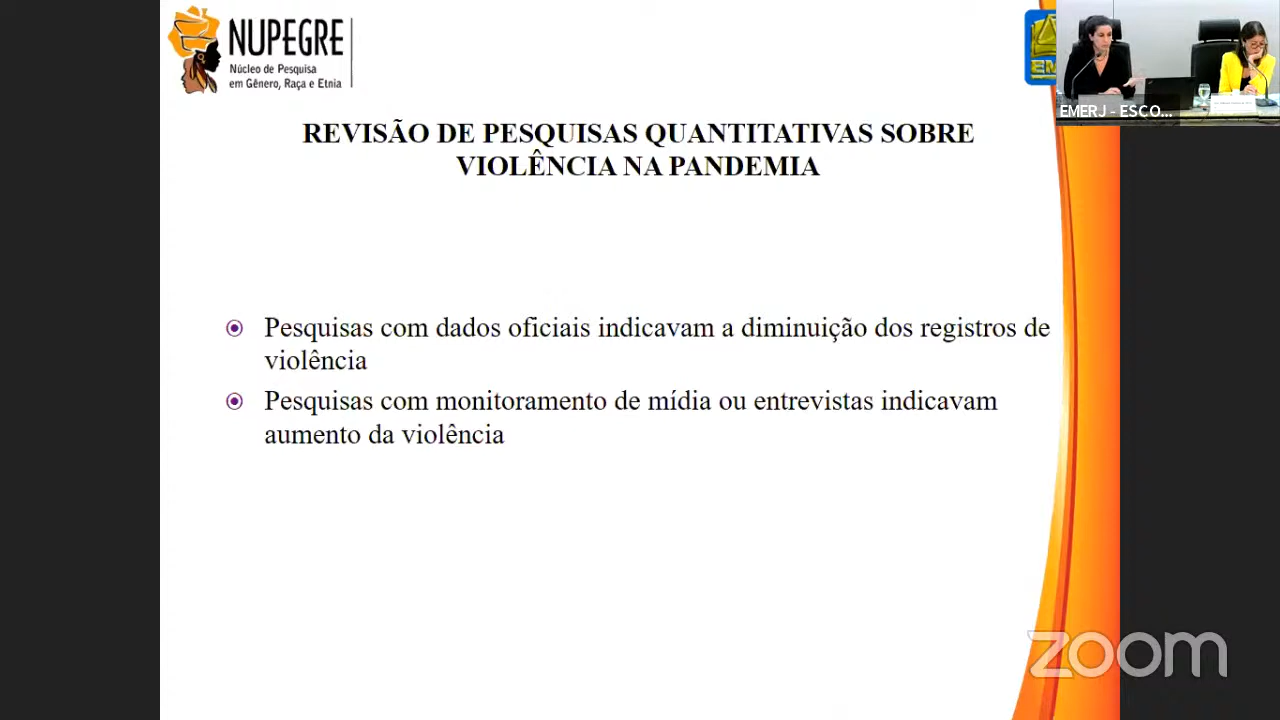 NUPEGRE
Núcleo de Pesquisa
em Gênero, Raça e Etnia
EMERJ - ESCO...
REVISÃO DE PESQUISAS QUANTITATIVAS SOBRE
VIOLÊNCIA NA PANDEMIA
Pesquisas com dados oficiais indicavam a diminuição dos registros de
violência
Pesquisas com monitoramento de mídia ou entrevistas indicavam
aumento da violência
zoom